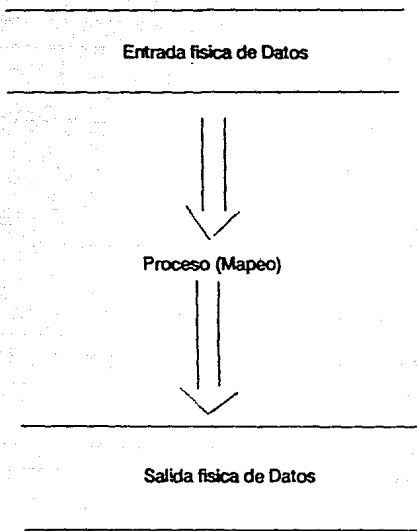 Entrada fisica de Datos
Proceso (Mapeo)
Salida fisica de Datos